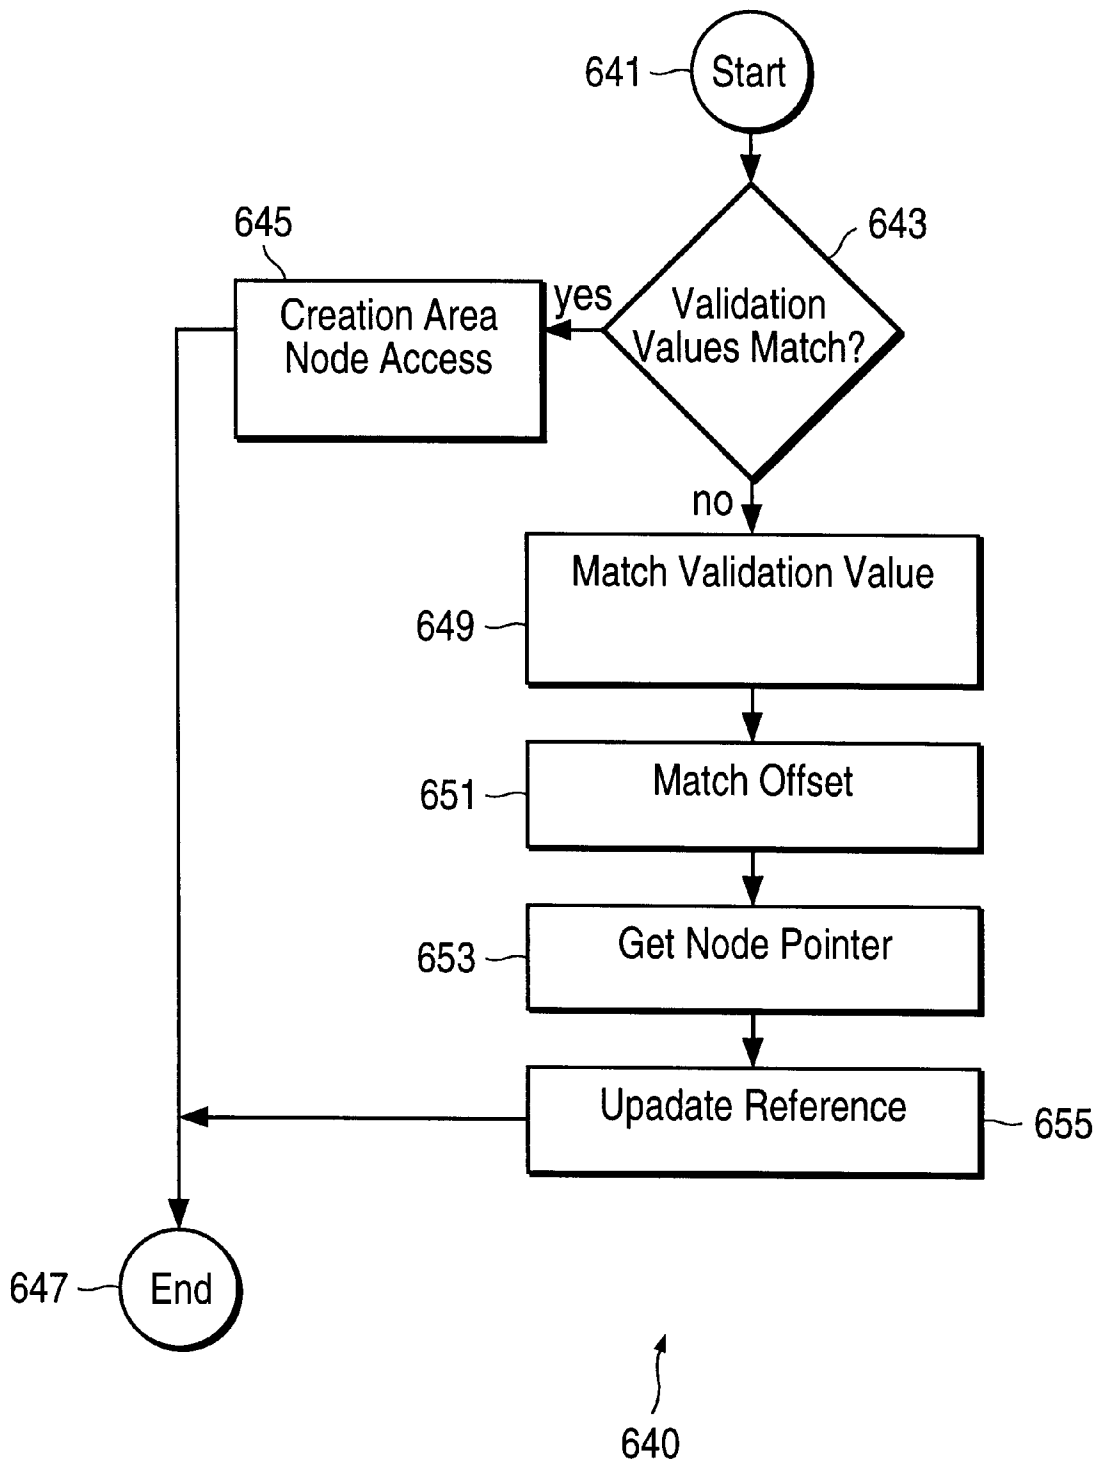 641
Start
643
Validation
Values Match?
yes
645
Creation Area
Node Access
no
Match Validation Value
649
Match Offset
651
Get Node Pointer
653
Upadate Reference
655
647
End
640